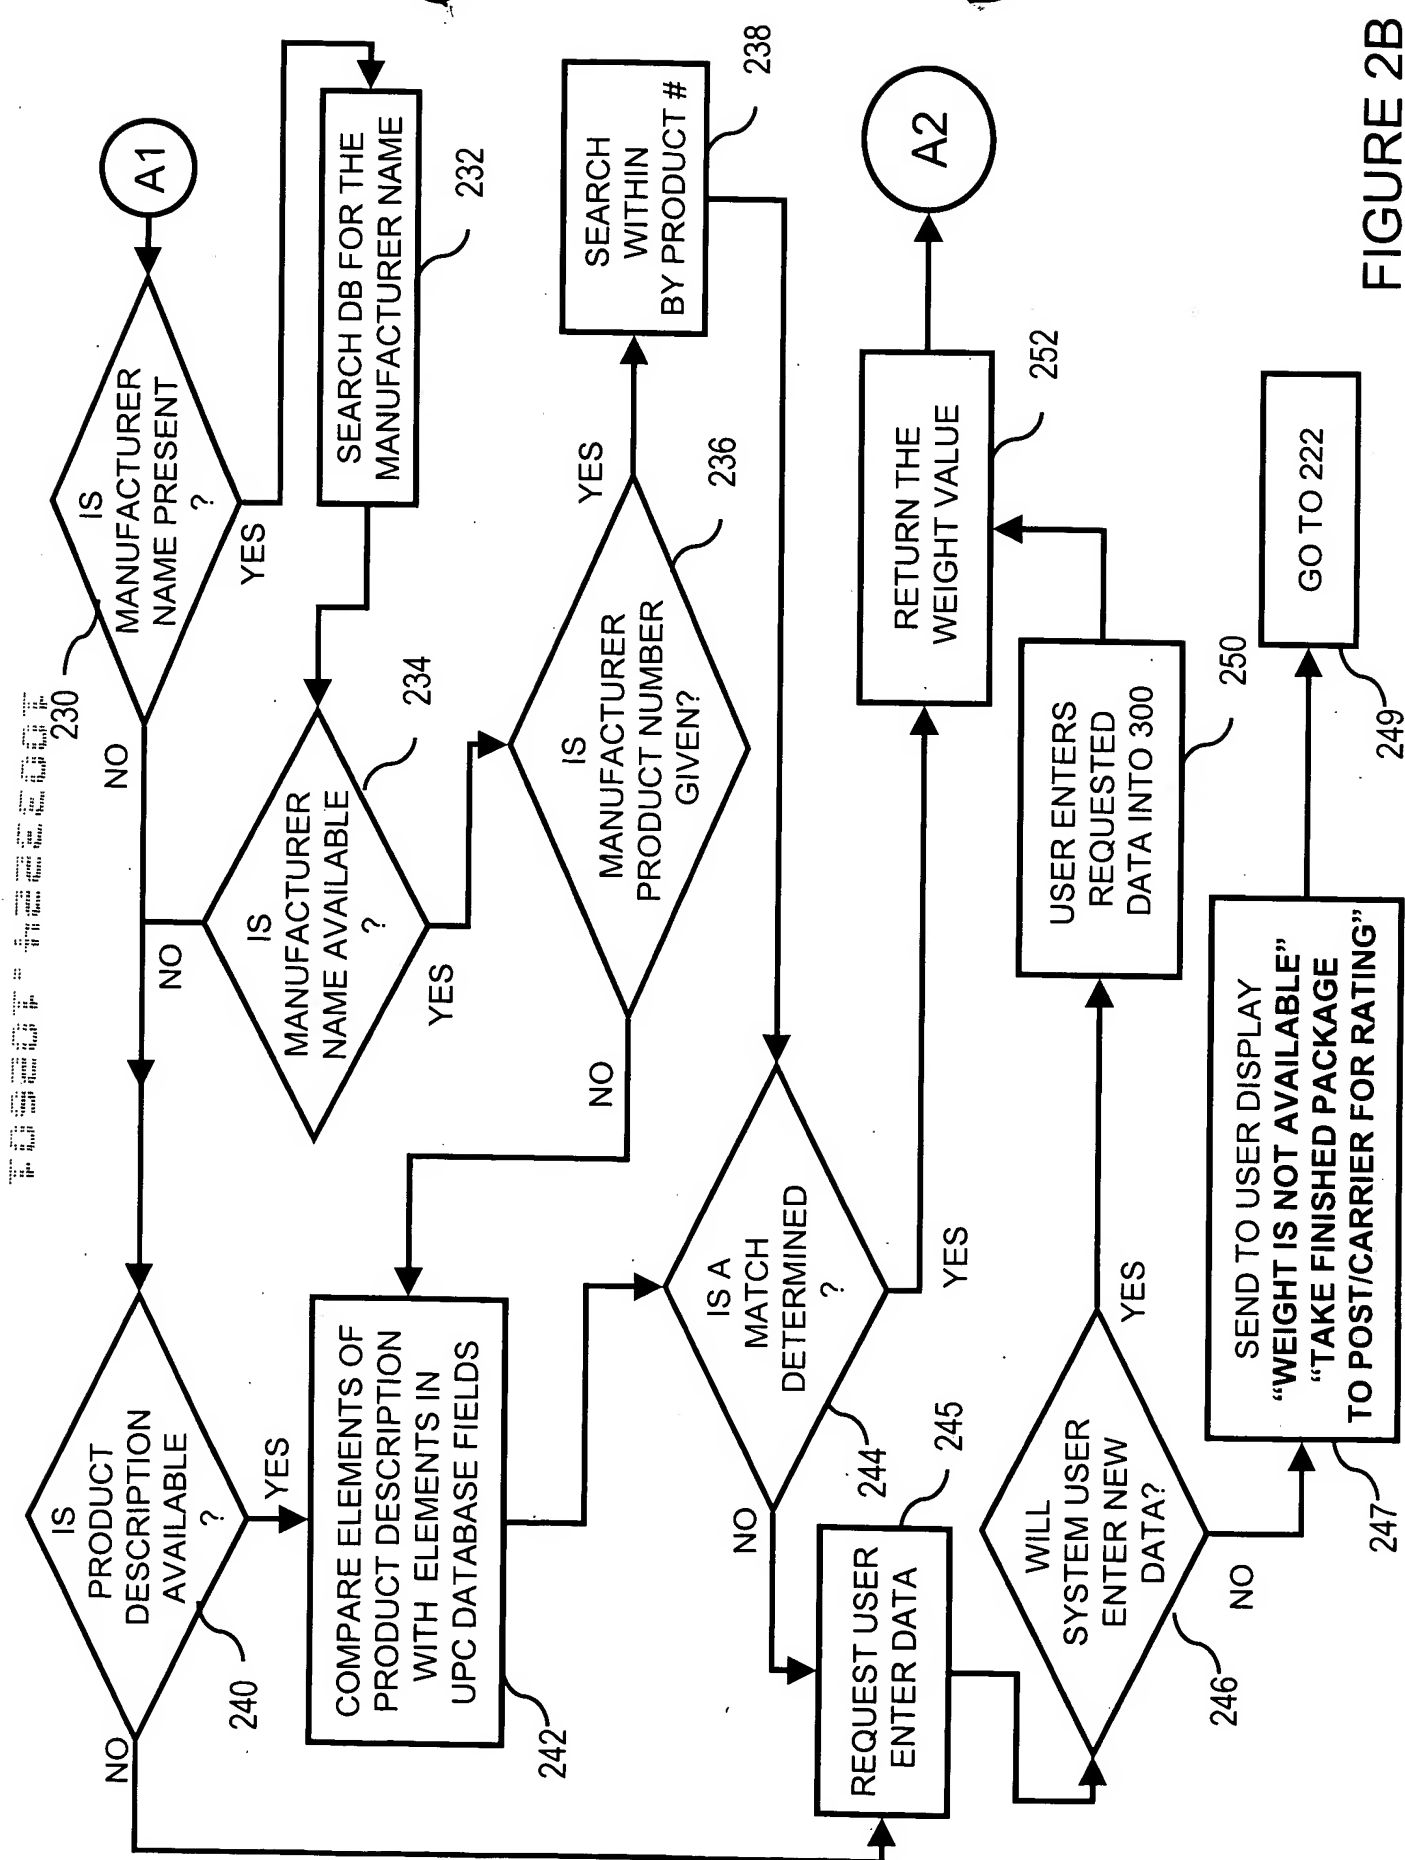 A1
IS
MANUFACTURER
NAME PRESENT
?
230
NO
YES
SEARCH DB FOR THE
MANUFACTURER NAME
232
IS
MANUFACTURER
NAME AVAILABLE
?
234
NO
YES
IS
MANUFACTURER
PRODUCT NUMBER
GIVEN?
236
YES
NO
SEARCH
WITHIN
BY PRODUCT #
238
IS
PRODUCT
DESCRIPTION
AVAILABLE
?
240
NO
YES
COMPARE ELEMENTS OF
PRODUCT DESCRIPTION
WITH ELEMENTS IN
UPC DATABASE FIELDS
242
IS A
MATCH
DETERMINED
?
244
NO
YES
REQUEST USER
ENTER DATA
245
WILL
SYSTEM USER
ENTER NEW
DATA?
246
YES
NO
USER ENTERS
REQUESTED
DATA INTO 300
250
RETURN THE
WEIGHT VALUE
252
A2
SEND TO USER DISPLAY
“WEIGHT IS NOT AVAILABLE”
“TAKE FINISHED PACKAGE
TO POST/CARRIER FOR RATING”
247
GO TO 222
249
FIGURE 2B